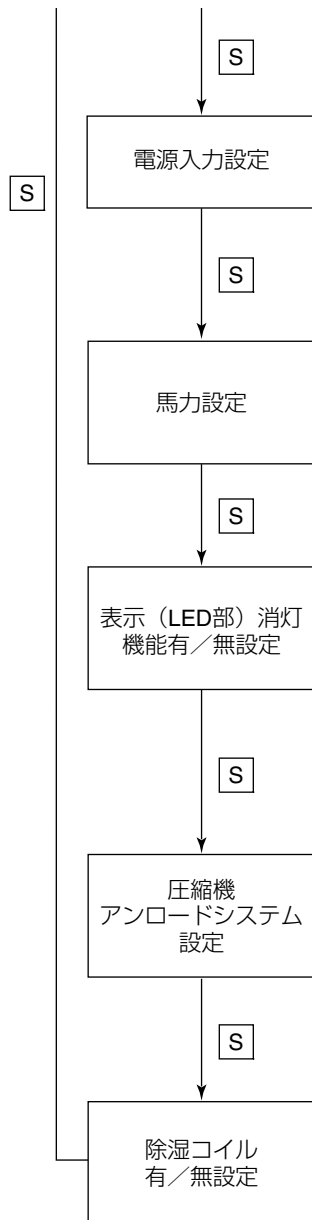 S
電源入力設定
S
S
馬力設定
S
表示（LED部）消灯
機能有／無設定
S
圧縮機
アンロードシステム
設定
S
除湿コイル
有／無設定